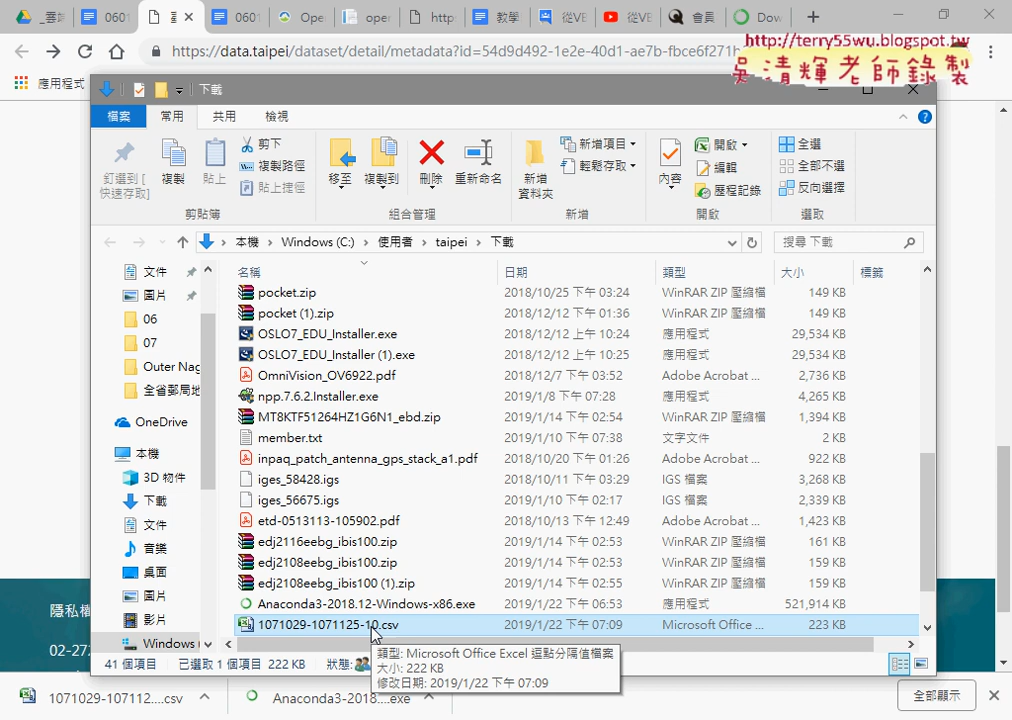 _雲端
0601
臺
0601
Ope
oper
http
教學
從VE
從VE
會員
Dow
https://data.taipei/dataset/detail/metadata?id=54d9d492-1e2e-40d1-ae7b-fbce6f271b
http://terry55wu.blogspot.tw
吳清輝老師錄製
應用程式
下載
檔案 常用 共用 檢視
釘選到 [快速存取]
複製
貼上
剪下
複製路徑
貼上捷徑
剪貼簿
移至
複製到
刪除
重新命名
組合管理
新增資料夾
新增項目
輕鬆存取
新增
內容
開啟
編輯
歷程記錄
開啟
全選
全部不選
反向選擇
選取
本機 > Windows (C:) > 使用者 > taipei > 下載
搜尋 下載
文件
圖片
06
07
Outer Nag
全省郵局地
OneDrive
本機
3D 物件
下載
文件
音樂
桌面
圖片
影片
Windows
名稱 日期 類型 大小 標籤
pocket.zip 2018/10/25 下午 03:24 WinRAR ZIP 壓縮檔 149 KB
pocket (1).zip 2018/12/12 下午 01:36 WinRAR ZIP 壓縮檔 149 KB
OSLO7_EDU_Installer.exe 2018/12/12 上午 10:24 應用程式 29,534 KB
OSLO7_EDU_Installer (1).exe 2018/12/12 上午 10:25 應用程式 29,534 KB
OmniVision_OV6922.pdf 2018/12/7 下午 03:52 Adobe Acrobat ... 2,736 KB
npp.7.6.2.Installer.exe 2019/1/8 下午 07:28 應用程式 4,265 KB
MT8KTF51264HZ1G6N1_ebd.zip 2019/1/14 下午 02:54 WinRAR ZIP 壓縮檔 1,394 KB
member.txt 2019/1/10 下午 07:38 文字文件 2 KB
inpaq_patch_antenna_gps_stack_a1.pdf 2018/10/20 上午 01:26 Adobe Acrobat ... 922 KB
iges_58428.igs 2018/10/11 下午 03:29 IGS 檔案 3,268 KB
iges_56675.igs 2019/1/10 下午 02:17 IGS 檔案 2,339 KB
etd-0513113-105902.pdf 2018/10/13 下午 12:49 Adobe Acrobat ... 1,423 KB
edj2116eebg_ibis100.zip 2019/1/14 下午 02:53 WinRAR ZIP 壓縮檔 161 KB
edj2108eebg_ibis100.zip 2019/1/14 下午 02:53 WinRAR ZIP 壓縮檔 159 KB
edj2108eebg_ibis100 (1).zip 2019/1/14 下午 02:55 WinRAR ZIP 壓縮檔 159 KB
Anaconda3-2018.12-Windows-x86.exe 2019/1/22 下午 06:53 應用程式 521,914 KB
1071029-1071125-10.csv 2019/1/22 下午 07:09 Microsoft Office ... 223 KB
類型: Microsoft Office Excel 逗點分隔值檔案
大小: 222 KB
修改日期: 2019/1/22 下午 07:09
41 個項目 已選取 1 個項目 222 KB 狀態:
隱私權
02-272
1071029-107112....csv
Anaconda3-2018....exe
全部顯示